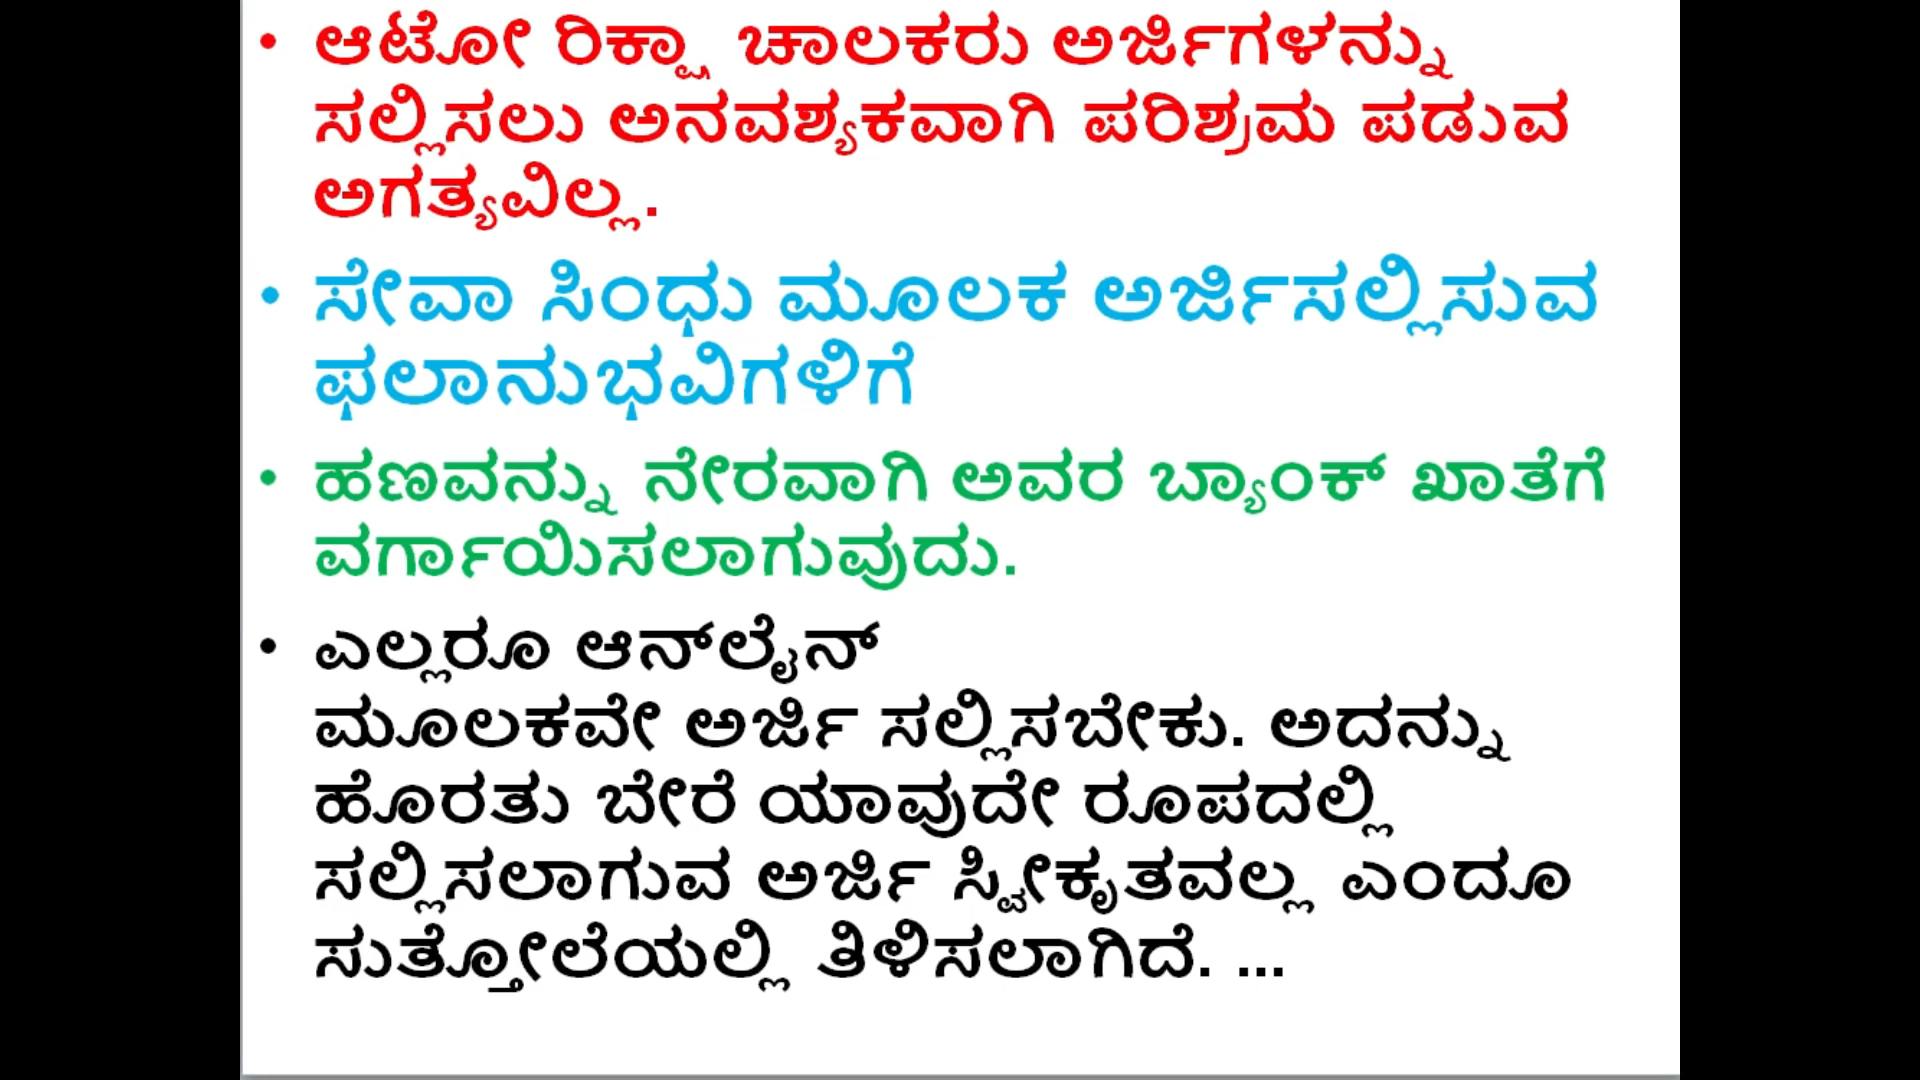 • ಆಟೋ ರಿಕ್ಷಾ ಚಾಲಕರು ಅರ್ಜಿಗಳನ್ನು
ಸಲ್ಲಿಸಲು ಅನವಶ್ಯಕವಾಗಿ ಪರಿಶ್ರಮ ಪಡುವ
ಅಗತ್ಯವಿಲ್ಲ.
• ಸೇವಾ ಸಿಂಧು ಮೂಲಕ ಅರ್ಜಿಸಲ್ಲಿಸುವ
ಫಲಾನುಭವಿಗಳಿಗೆ
• ಹಣವನ್ನು ನೇರವಾಗಿ ಅವರ ಬ್ಯಾಂಕ್ ಖಾತೆಗೆ
ವರ್ಗಾಯಿಸಲಾಗುವುದು.
• ಎಲ್ಲರೂ ಆನ್‌ಲೈನ್
ಮೂಲಕವೇ ಅರ್ಜಿ ಸಲ್ಲಿಸಬೇಕು. ಅದನ್ನು
ಹೊರತು ಬೇರೆ ಯಾವುದೇ ರೂಪದಲ್ಲಿ
ಸಲ್ಲಿಸಲಾಗುವ ಅರ್ಜಿ ಸ್ವೀಕೃತವಲ್ಲ ಎಂದೂ
ಸುತ್ತೋಲೆಯಲ್ಲಿ ತಿಳಿಸಲಾಗಿದೆ. ...